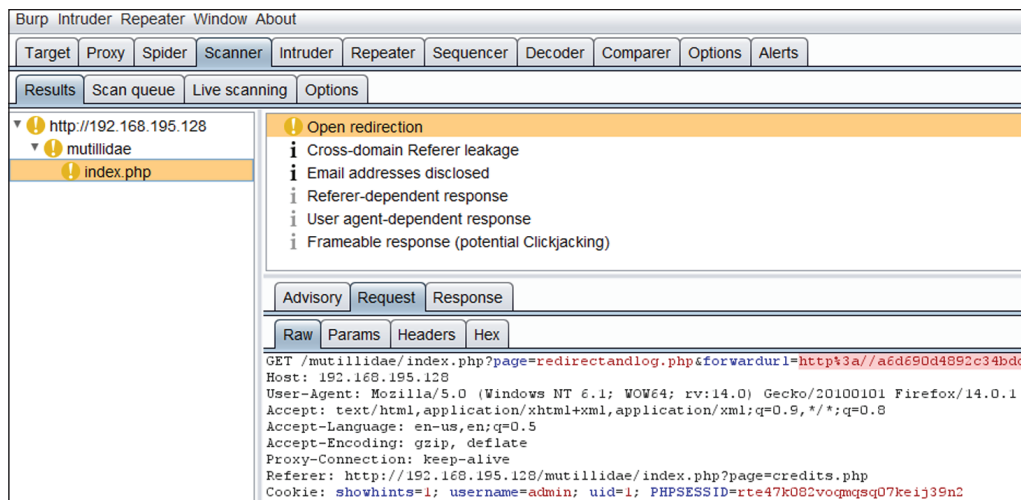 Burp Intruder Repeater Window About
Target Proxy Spider Scanner Intruder Repeater Sequencer Decoder Comparer Options Alerts
Results Scan queue Live scanning Options
http://192.168.195.128
mutillidae
index.php
Open redirection
Cross-domain Referer leakage
Email addresses disclosed
Referer-dependent response
User agent-dependent response
Frameable response (potential Clickjacking)
Advisory Request Response
Raw Params Headers Hex
GET /mutillidae/index.php?page=redirectandlog.php&forwardurl=http%3a//a6d690d4892c34bdc
Host: 192.168.195.128
User-Agent: Mozilla/5.0 (Windows NT 6.1; WOW64; rv:14.0) Gecko/20100101 Firefox/14.0.1
Accept: text/html,application/xhtml+xml,application/xml;q=0.9,*/*;q=0.8
Accept-Language: en-us,en;q=0.5
Accept-Encoding: gzip, deflate
Proxy-Connection: keep-alive
Referer: http://192.168.195.128/mutillidae/index.php?page=credits.php
Cookie: showhints=1; username=admin; uid=1; PHPSESSID=rte47k082voqmqsq07keij39n2